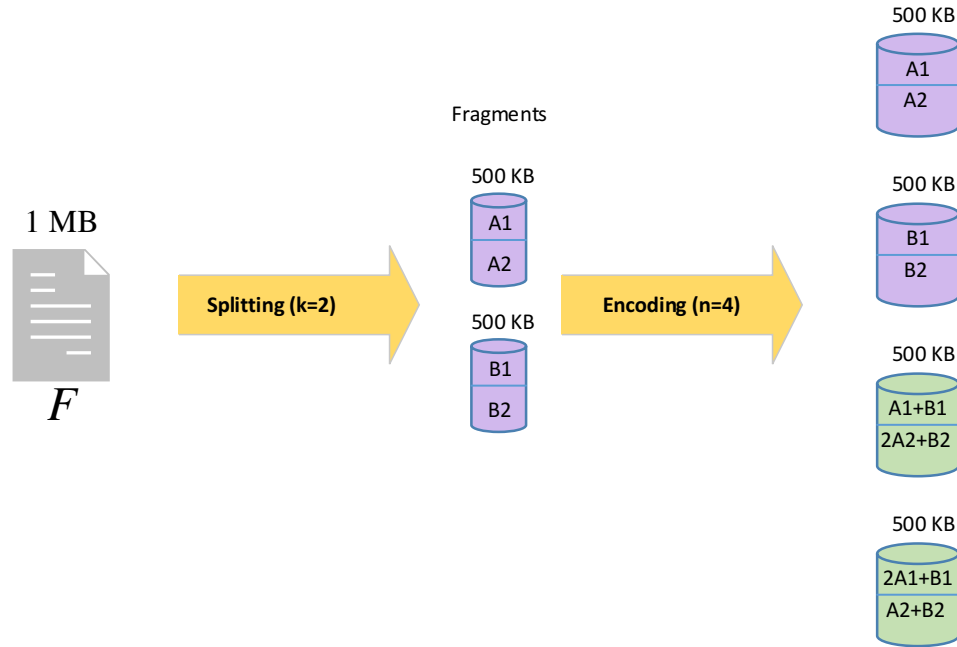 1 MB
F
Splitting (k=2)
Fragments
500 KB
A1
A2
500 KB
B1
B2
Encoding (n=4)
500 KB
A1
A2
500 KB
B1
B2
500 KB
A1+B1
2A2+B2
500 KB
2A1+B1
A2+B2